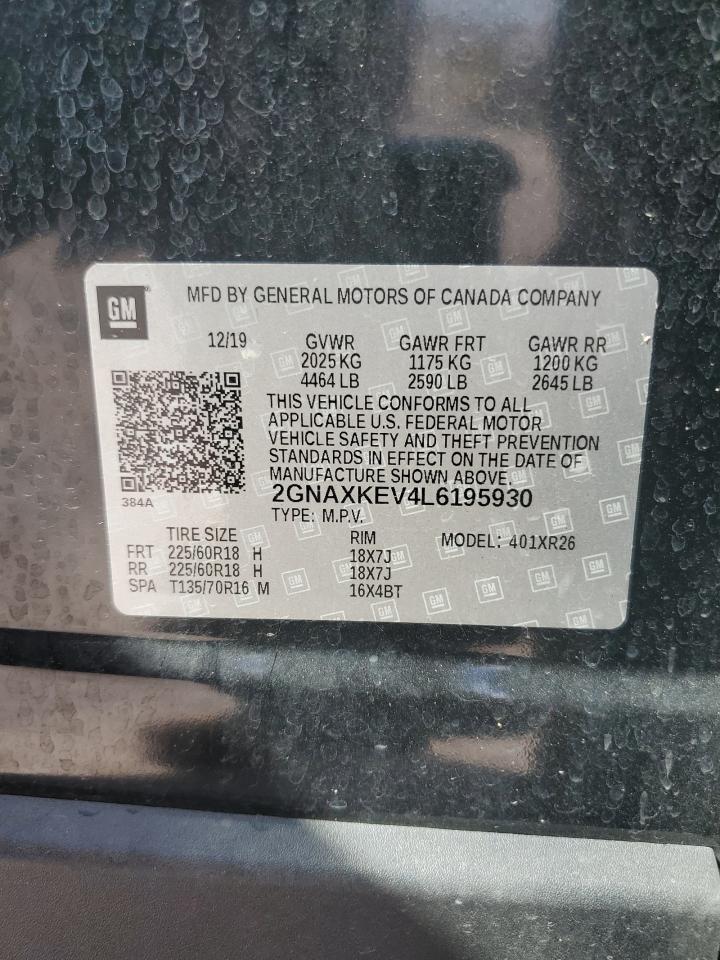 GM
MFD BY GENERAL MOTORS OF CANADA COMPANY
12/19 GVWR GAWR FRT GAWR RR
2025 KG 1175 KG 1200 KG
4464 LB 2590 LB 2645 LB
THIS VEHICLE CONFORMS TO ALL
APPLICABLE U.S. FEDERAL MOTOR
VEHICLE SAFETY AND THEFT PREVENTION
STANDARDS IN EFFECT ON THE DATE OF
MANUFACTURE SHOWN ABOVE.
384A
2GNAXKEV4L6195930
TYPE: M.P.V.
TIRE SIZE RIM MODEL: 401XR26
FRT 225/60R18 H 18X7J
RR 225/60R18 H 18X7J
SPA T135/70R16 M 16X4BT